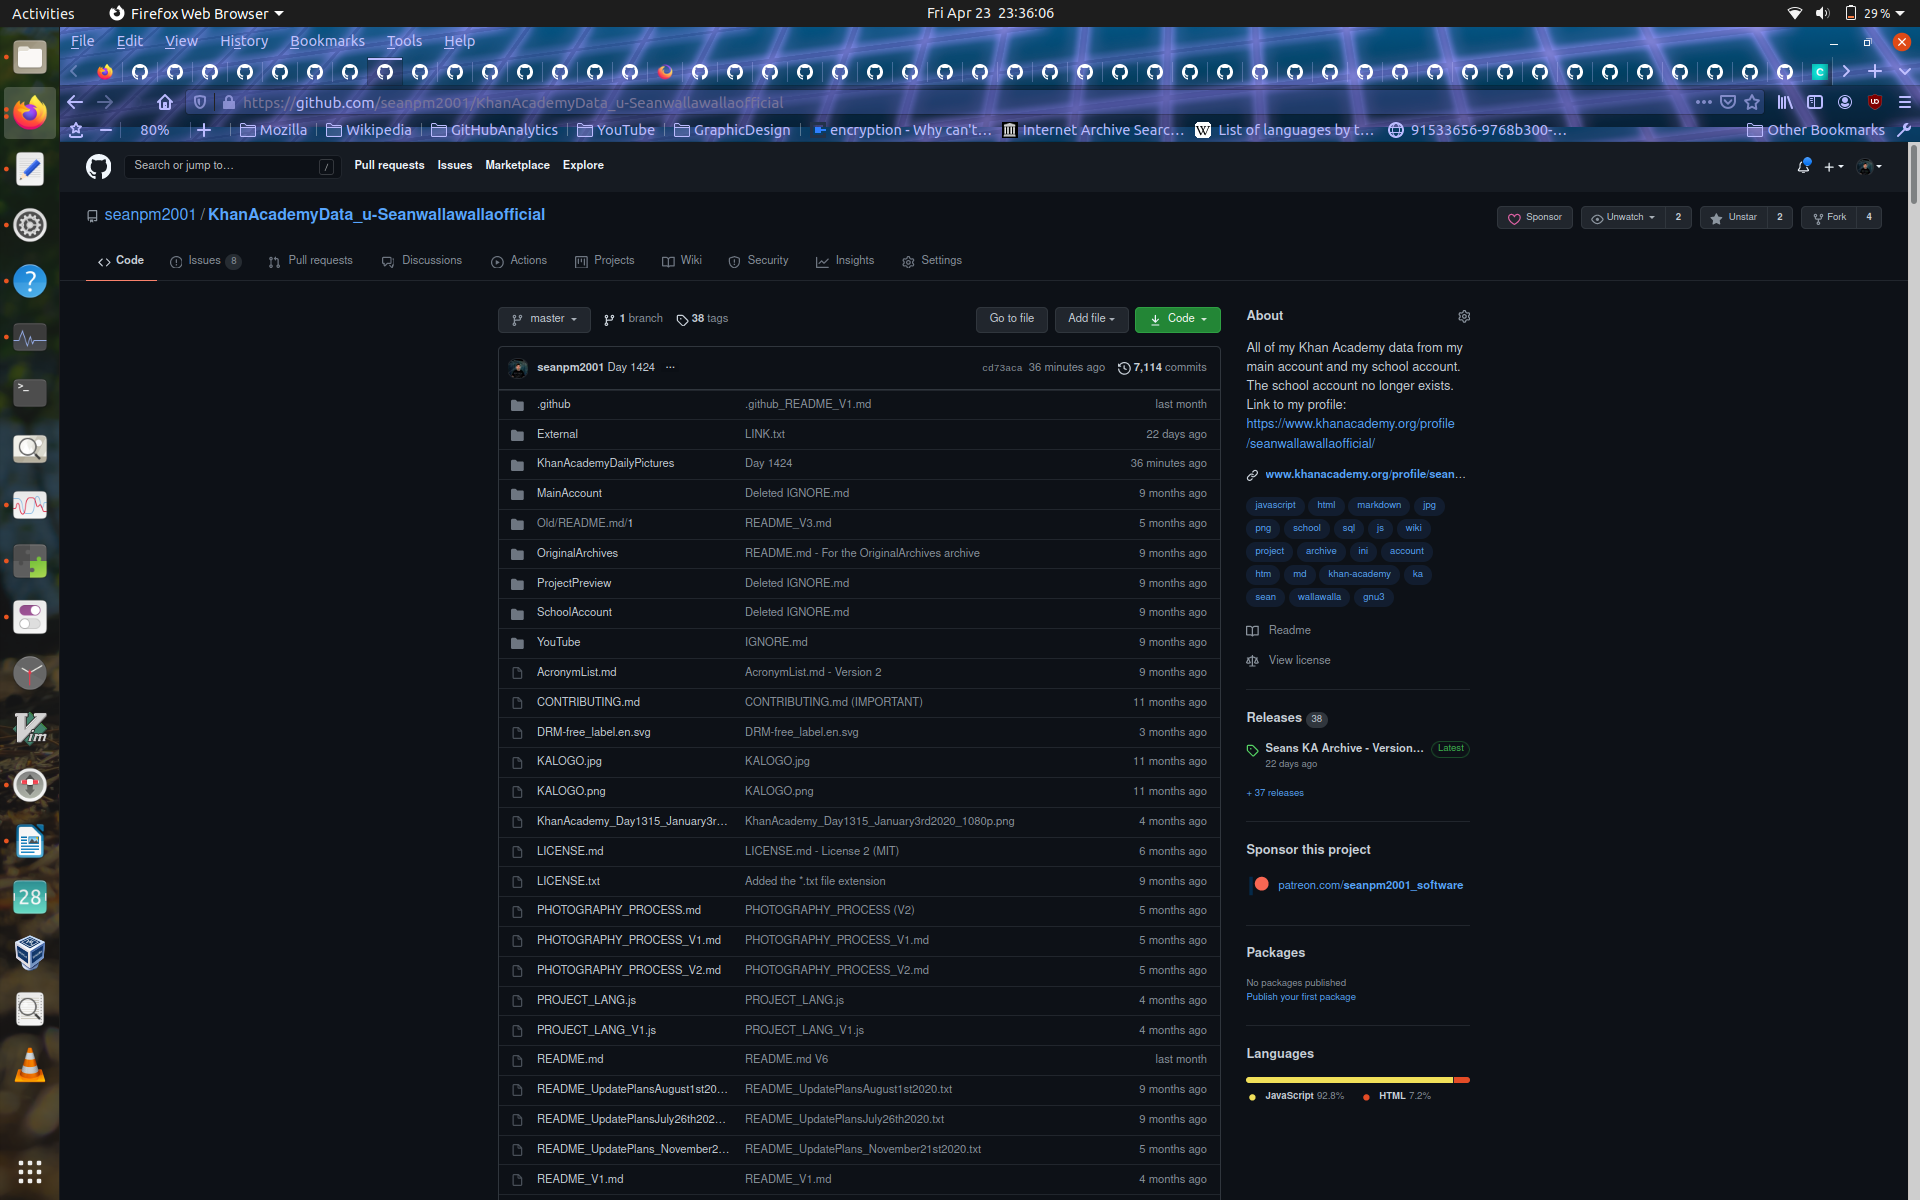 Activities
Firefox Web Browser
Fri Apr 23 23:36:06
29 %
File Edit View History Bookmarks Tools Help
https://github.com/seanpm2001/KhanAcademyData_u-Seanwallawallaofficial
80%
Mozilla
Wikipedia
GitHubAnalytics
YouTube
GraphicDesign
encryption - Why can't…
Internet Archive Searc…
List of languages by t…
91533656-9768b300-…
Other Bookmarks
Search or jump to…
/
Pull requests Issues Marketplace Explore
seanpm2001 / KhanAcademyData_u-Seanwallawallaofficial
Sponsor
Unwatch 2
Unstar 2
Fork 4
Code
Issues 8
Pull requests
Discussions
Actions
Projects
Wiki
Security
Insights
Settings
master
1 branch
38 tags
Go to file
Add file
Code
seanpm2001 Day 1424 ...
cd73aca 36 minutes ago
7,114 commits
.github .github_README_V1.md last month
External LINK.txt 22 days ago
KhanAcademyDailyPictures Day 1424 36 minutes ago
MainAccount Deleted IGNORE.md 9 months ago
Old/README.md/1 README_V3.md 5 months ago
OriginalArchives README.md - For the OriginalArchives archive 9 months ago
ProjectPreview Deleted IGNORE.md 9 months ago
SchoolAccount Deleted IGNORE.md 9 months ago
YouTube IGNORE.md 9 months ago
AcronymList.md AcronymList.md - Version 2 9 months ago
CONTRIBUTING.md CONTRIBUTING.md (IMPORTANT) 11 months ago
DRM-free_label.en.svg DRM-free_label.en.svg 3 months ago
KALOGO.jpg KALOGO.jpg 11 months ago
KALOGO.png KALOGO.png 11 months ago
KhanAcademy_Day1315_January3r… KhanAcademy_Day1315_January3rd2020_1080p.png 4 months ago
LICENSE.md LICENSE.md - License 2 (MIT) 6 months ago
LICENSE.txt Added the *.txt file extension 9 months ago
PHOTOGRAPHY_PROCESS.md PHOTOGRAPHY_PROCESS (V2) 5 months ago
PHOTOGRAPHY_PROCESS_V1.md PHOTOGRAPHY_PROCESS_V1.md 5 months ago
PHOTOGRAPHY_PROCESS_V2.md PHOTOGRAPHY_PROCESS_V2.md 5 months ago
PROJECT_LANG.js PROJECT_LANG.js 4 months ago
PROJECT_LANG_V1.js PROJECT_LANG_V1.js 4 months ago
README.md README.md V6 last month
README_UpdatePlansAugust1st20… README_UpdatePlansAugust1st2020.txt 9 months ago
README_UpdatePlansJuly26th202… README_UpdatePlansJuly26th2020.txt 9 months ago
README_UpdatePlans_November2… README_UpdatePlans_November21st2020.txt 5 months ago
README_V1.md README_V1.md 4 months ago
About
All of my Khan Academy data from my
main account and my school account.
The school account no longer exists.
Link to my profile:
https://www.khanacademy.org/profile
/seanwallawallaofficial/
www.khanacademy.org/profile/sean…
javascript html markdown jpg
png school sql js wiki
project archive ini account
htm md khan-academy ka
sean wallawalla gnu3
Readme
View license
Releases 38
Seans KA Archive - Version… Latest
22 days ago
+ 37 releases
Sponsor this project
patreon.com/seanpm2001_software
Packages
No packages published
Publish your first package
Languages
JavaScript 92.8%
HTML 7.2%
28
Vim